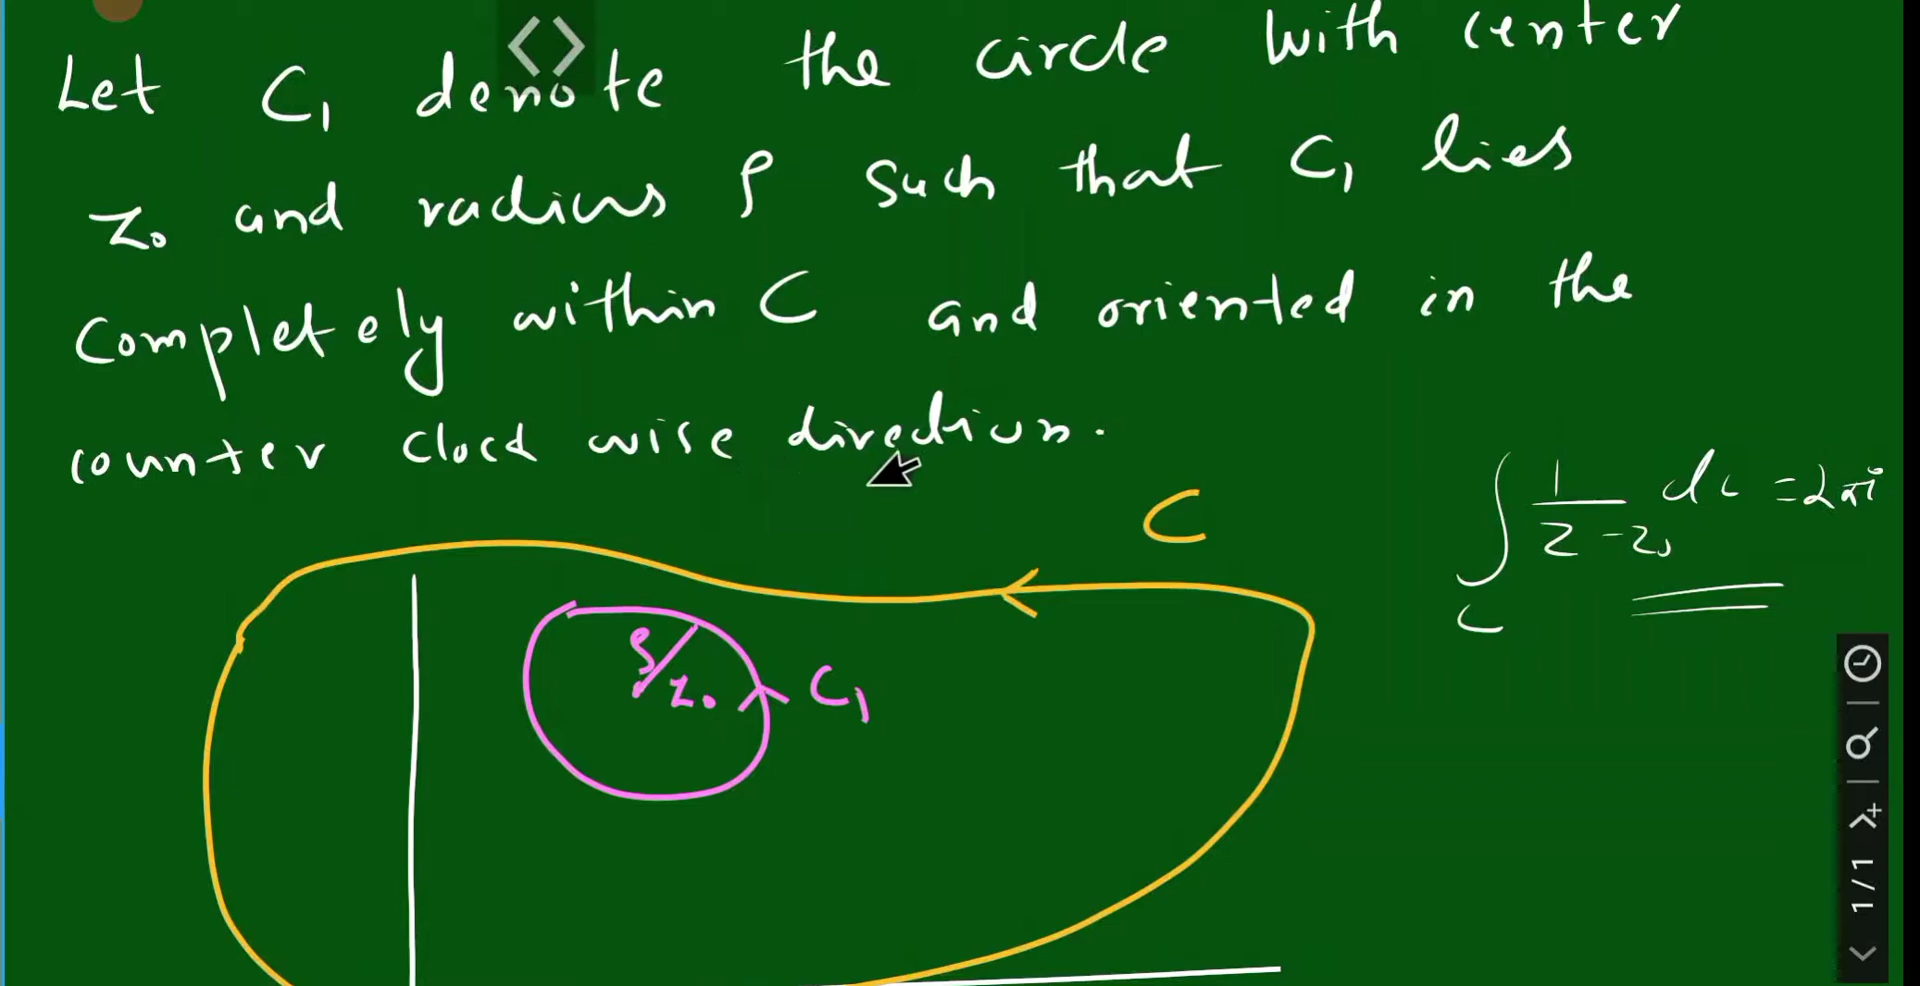 Let C₁ denote the circle with center
z₀ and radius ρ such that C₁ lies
Completely within C and oriented in the
counter clock wise direction.
C
∫ 1/(z-z₀) dz = 2πi
C
ρ
z₀
C₁
1/1